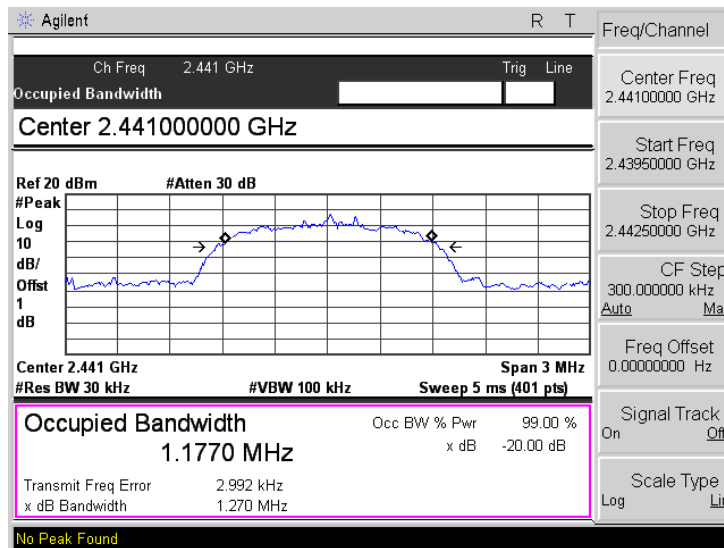 Agilent R T
Ch Freq 2.441 GHz Trig Line
Occupied Bandwidth
Center 2.441000000 GHz
Ref 20 dBm #Atten 30 dB
#Peak
Log
10
dB/
Offst
1
dB
Center 2.441 GHz Span 3 MHz
#Res BW 30 kHz #VBW 100 kHz Sweep 5 ms (401 pts)
Occupied Bandwidth Occ BW % Pwr 99.00 %
1.1770 MHz x dB -20.00 dB
Transmit Freq Error 2.992 kHz
x dB Bandwidth 1.270 MHz
No Peak Found
Freq/Channel
Center Freq
2.44100000 GHz
Start Freq
2.43950000 GHz
Stop Freq
2.44250000 GHz
CF Step
300.000000 kHz
Auto Ma
Freq Offset
0.00000000 Hz
Signal Track
On Off
Scale Type
Log Li